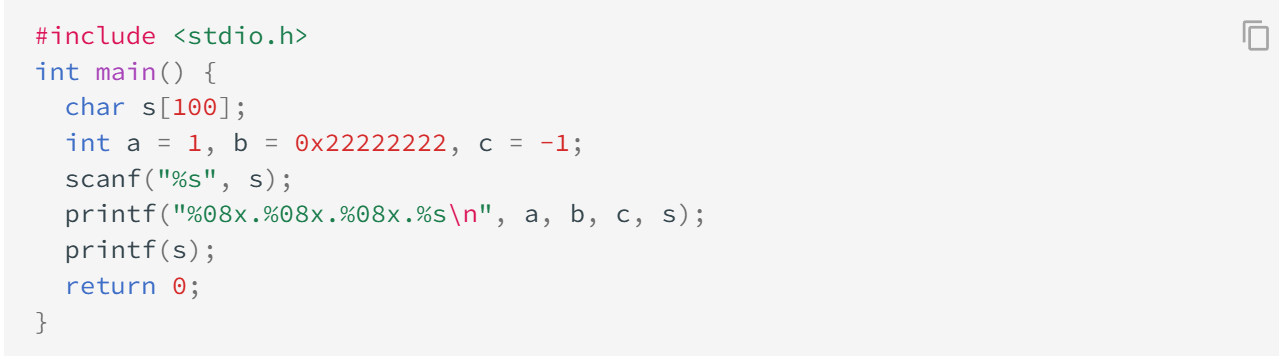 #include <stdio.h>
int main() {
  char s[100];
  int a = 1, b = 0x22222222, c = -1;
  scanf("%s", s);
  printf("%08x.%08x.%08x.%s\n", a, b, c, s);
  printf(s);
  return 0;
}